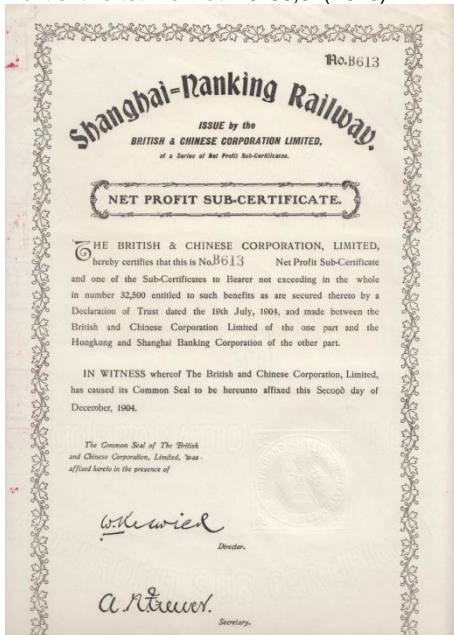 No. B613
Shanghai=Nanking Railway.
ISSUE by the
BRITISH & CHINESE CORPORATION LIMITED,
of a Series of Net Profit Sub-Certificates.
NET PROFIT SUB-CERTIFICATE.
THE BRITISH & CHINESE CORPORATION, LIMITED,
hereby certifies that this is No. B613 Net Profit Sub-Certificate
and one of the Sub-Certificates to Bearer not exceeding in the whole
in number 32,500 entitled to such benefits as are secured thereto by a
Declaration of Trust dated the 19th July, 1904, and made between the
British and Chinese Corporation Limited of the one part and the
Hongkong and Shanghai Banking Corporation of the other part.
IN WITNESS whereof The British and Chinese Corporation, Limited,
has caused its Common Seal to be hereunto affixed this Second day of
December, 1904.
The Common Seal of The British
and Chinese Corporation, Limited, was
affixed hereto in the presence of
W. Keswick
Director.
Secretary.